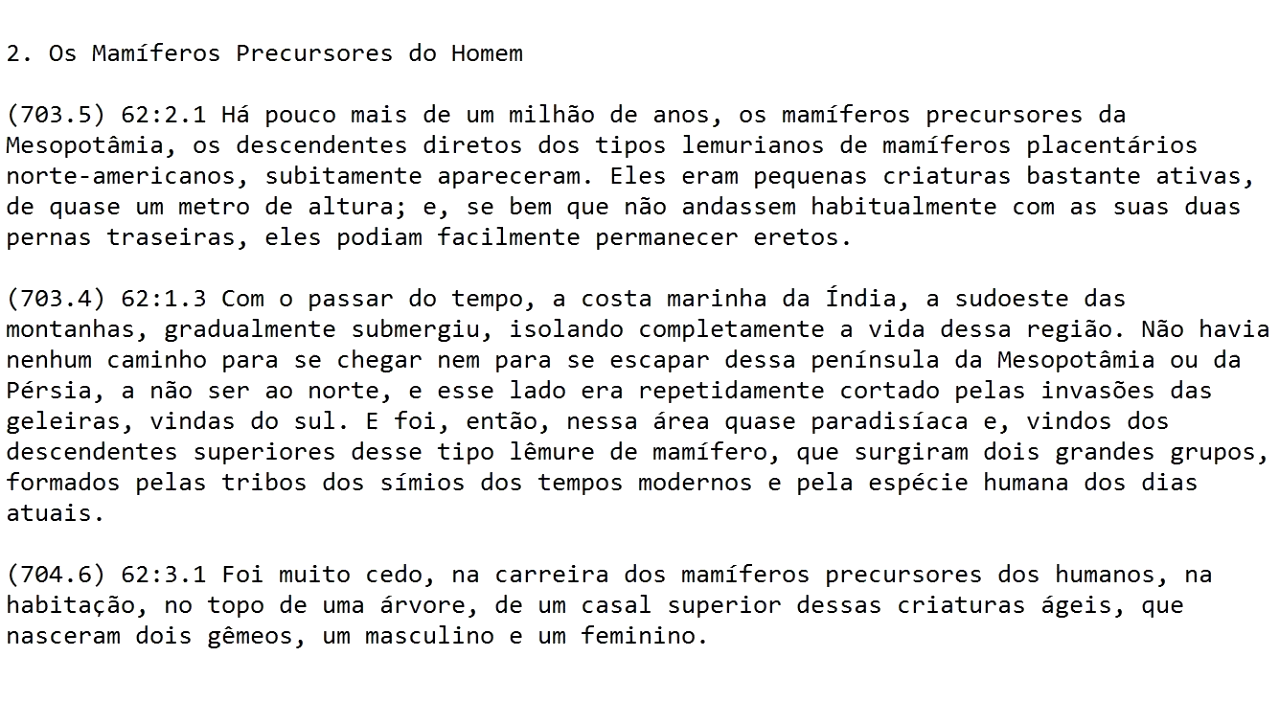 2. Os Mamíferos Precursores do Homem
(703.5) 62:2.1 Há pouco mais de um milhão de anos, os mamíferos precursores da
Mesopotâmia, os descendentes diretos dos tipos lemurianos de mamíferos placentários
norte-americanos, subitamente apareceram. Eles eram pequenas criaturas bastante ativas,
de quase um metro de altura; e, se bem que não andassem habitualmente com as suas duas
pernas traseiras, eles podiam facilmente permanecer eretos.
(703.4) 62:1.3 Com o passar do tempo, a costa marinha da Índia, a sudoeste das
montanhas, gradualmente submergiu, isolando completamente a vida dessa região. Não havia
nenhum caminho para se chegar nem para se escapar dessa península da Mesopotâmia ou da
Pérsia, a não ser ao norte, e esse lado era repetidamente cortado pelas invasões das
geleiras, vindas do sul. E foi, então, nessa área quase paradisíaca e, vindos dos
descendentes superiores desse tipo lêmure de mamífero, que surgiram dois grandes grupos,
formados pelas tribos dos símios dos tempos modernos e pela espécie humana dos dias
atuais.
(704.6) 62:3.1 Foi muito cedo, na carreira dos mamíferos precursores dos humanos, na
habitação, no topo de uma árvore, de um casal superior dessas criaturas ágeis, que
nasceram dois gêmeos, um masculino e um feminino.